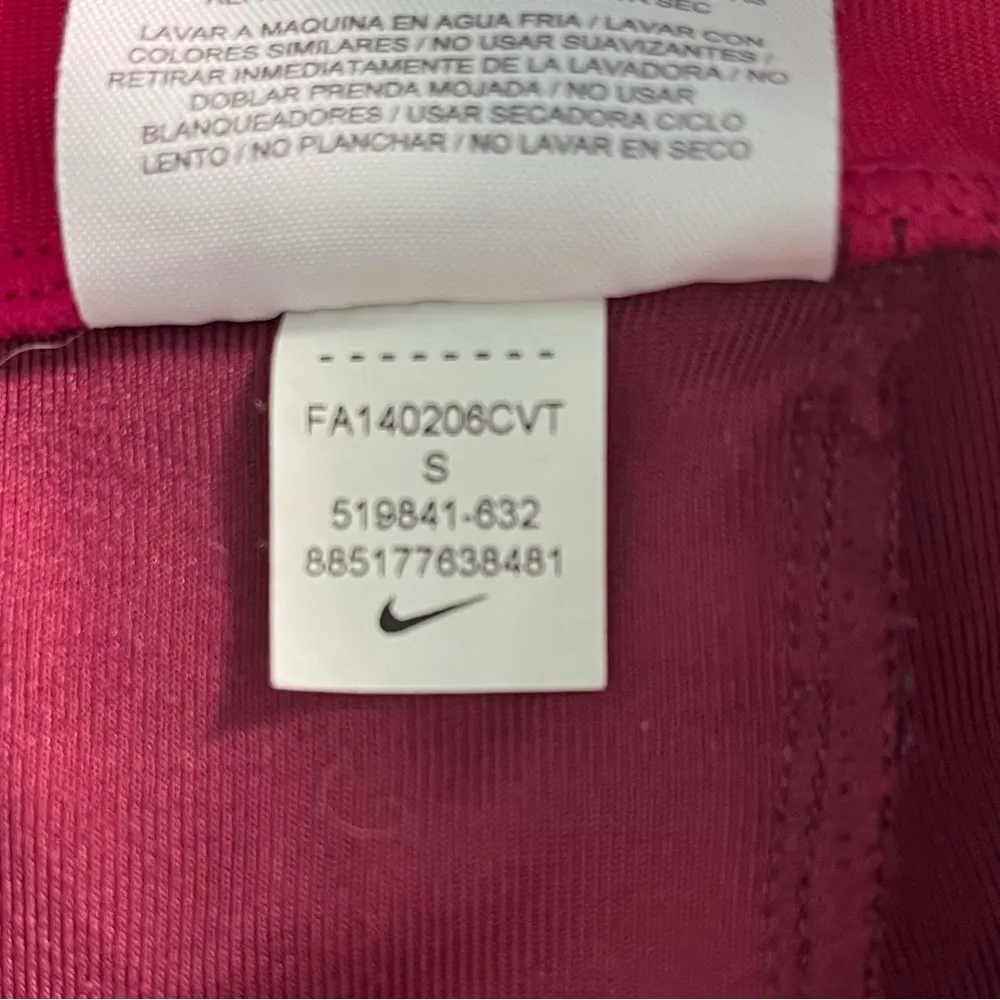 SEC
LAVAR A MAQUINA EN AGUA FRIA / LAVAR CON
COLORES SIMILARES / NO USAR SUAVIZANTES /
RETIRAR INMEDIATAMENTE DE LA LAVADORA / NO
DOBLAR PRENDA MOJADA / NO USAR
BLANQUEADORES / USAR SECADORA CICLO
LENTO / NO PLANCHAR / NO LAVAR EN SECO
--------
FA140206CVT
S
519841-632
885177638481